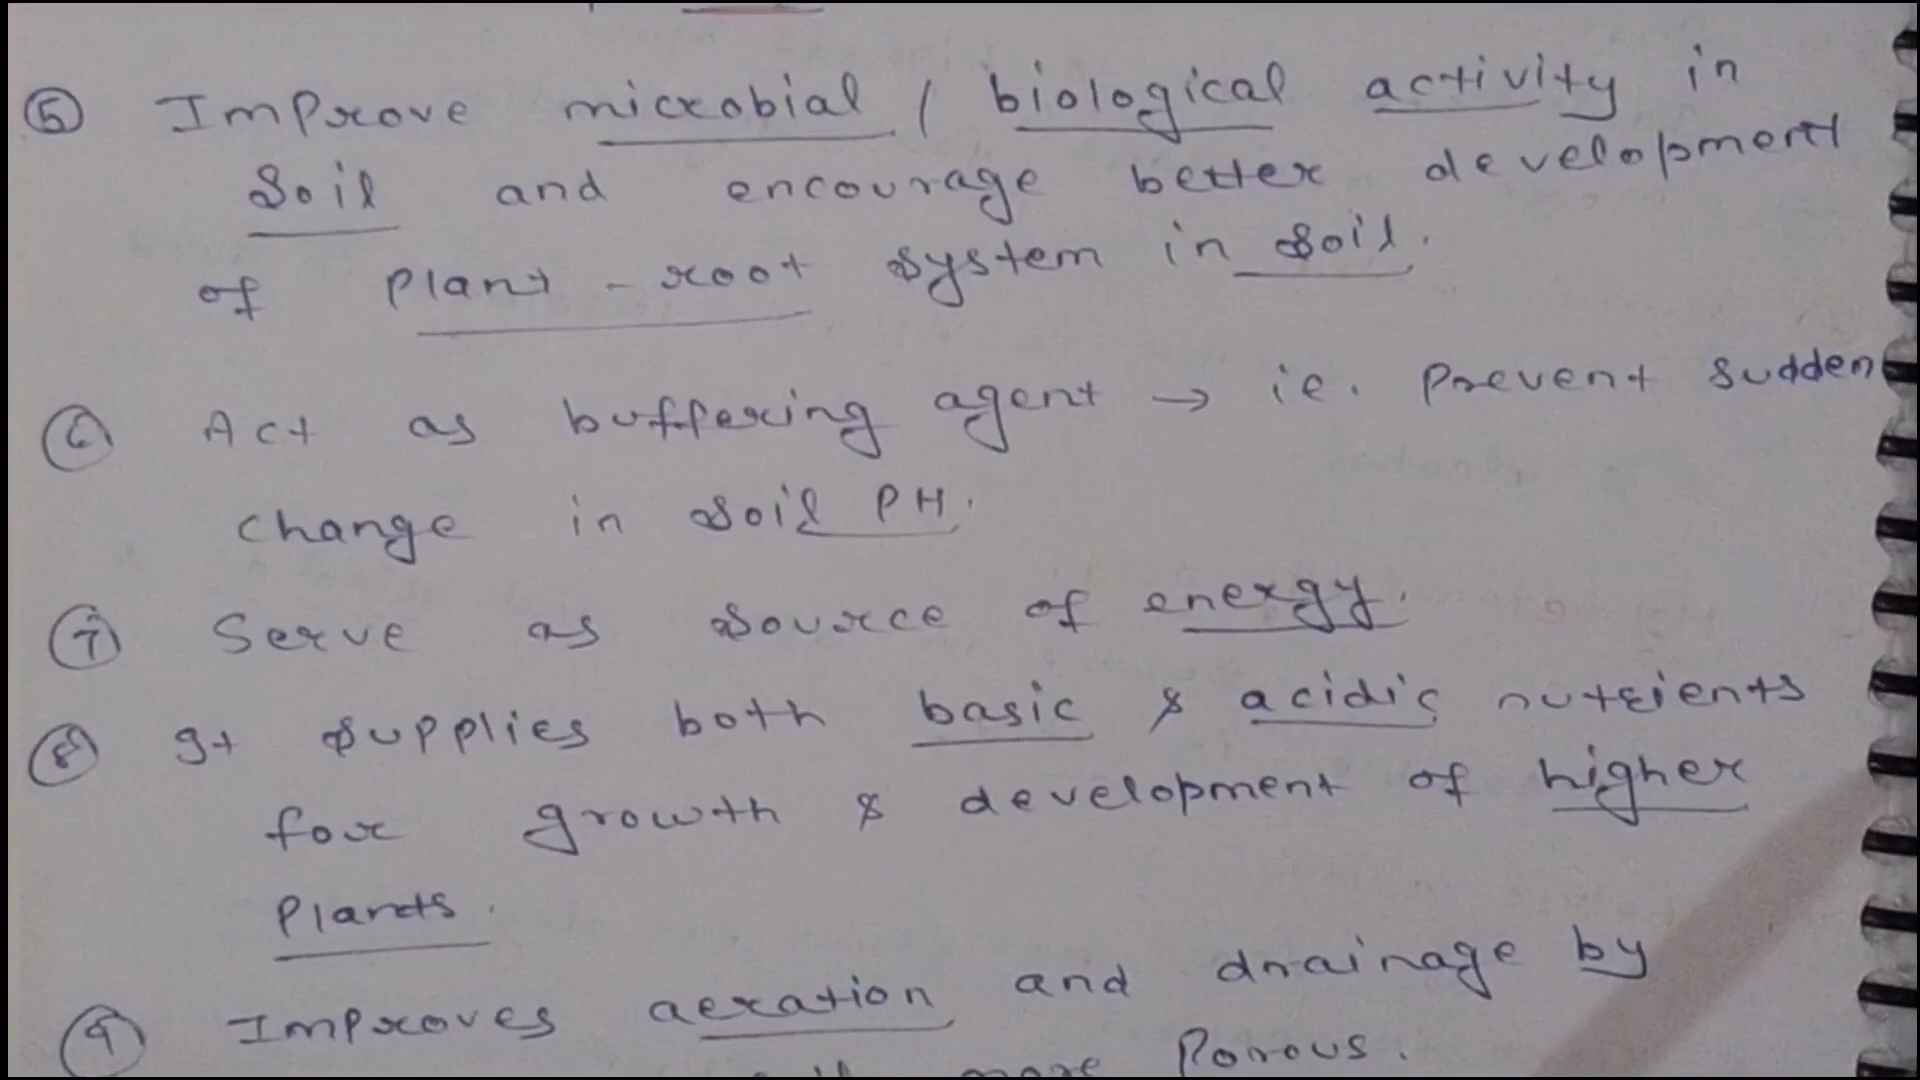 5 Improve microbial / biological activity in
Soil and encourage better development
of Plant - root system in soil.
6 Act as buffering agent → ie. Prevent sudden
change in soil PH.
7 Serve as source of energy.
8 It supplies both basic & acidic nutrients
for growth & development of higher
Plants.
9 Improves aeration and drainage by
more Porous.